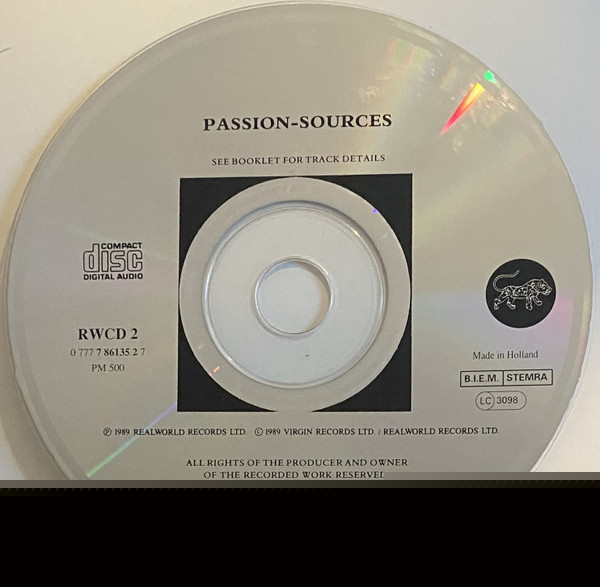 PASSION-SOURCES
SEE BOOKLET FOR TRACK DETAILS
COMPACT
disc
DIGITAL AUDIO
RWCD 2
0 777 7 86135 2 7
PM 500
Made in Holland
B.I.E.M. STEMRA
LC 3098
℗ 1989 REALWORLD RECORDS LTD. © 1989 VIRGIN RECORDS LTD. / REALWORLD RECORDS LTD.
ALL RIGHTS OF THE PRODUCER AND OWNER
OF THE RECORDED WORK